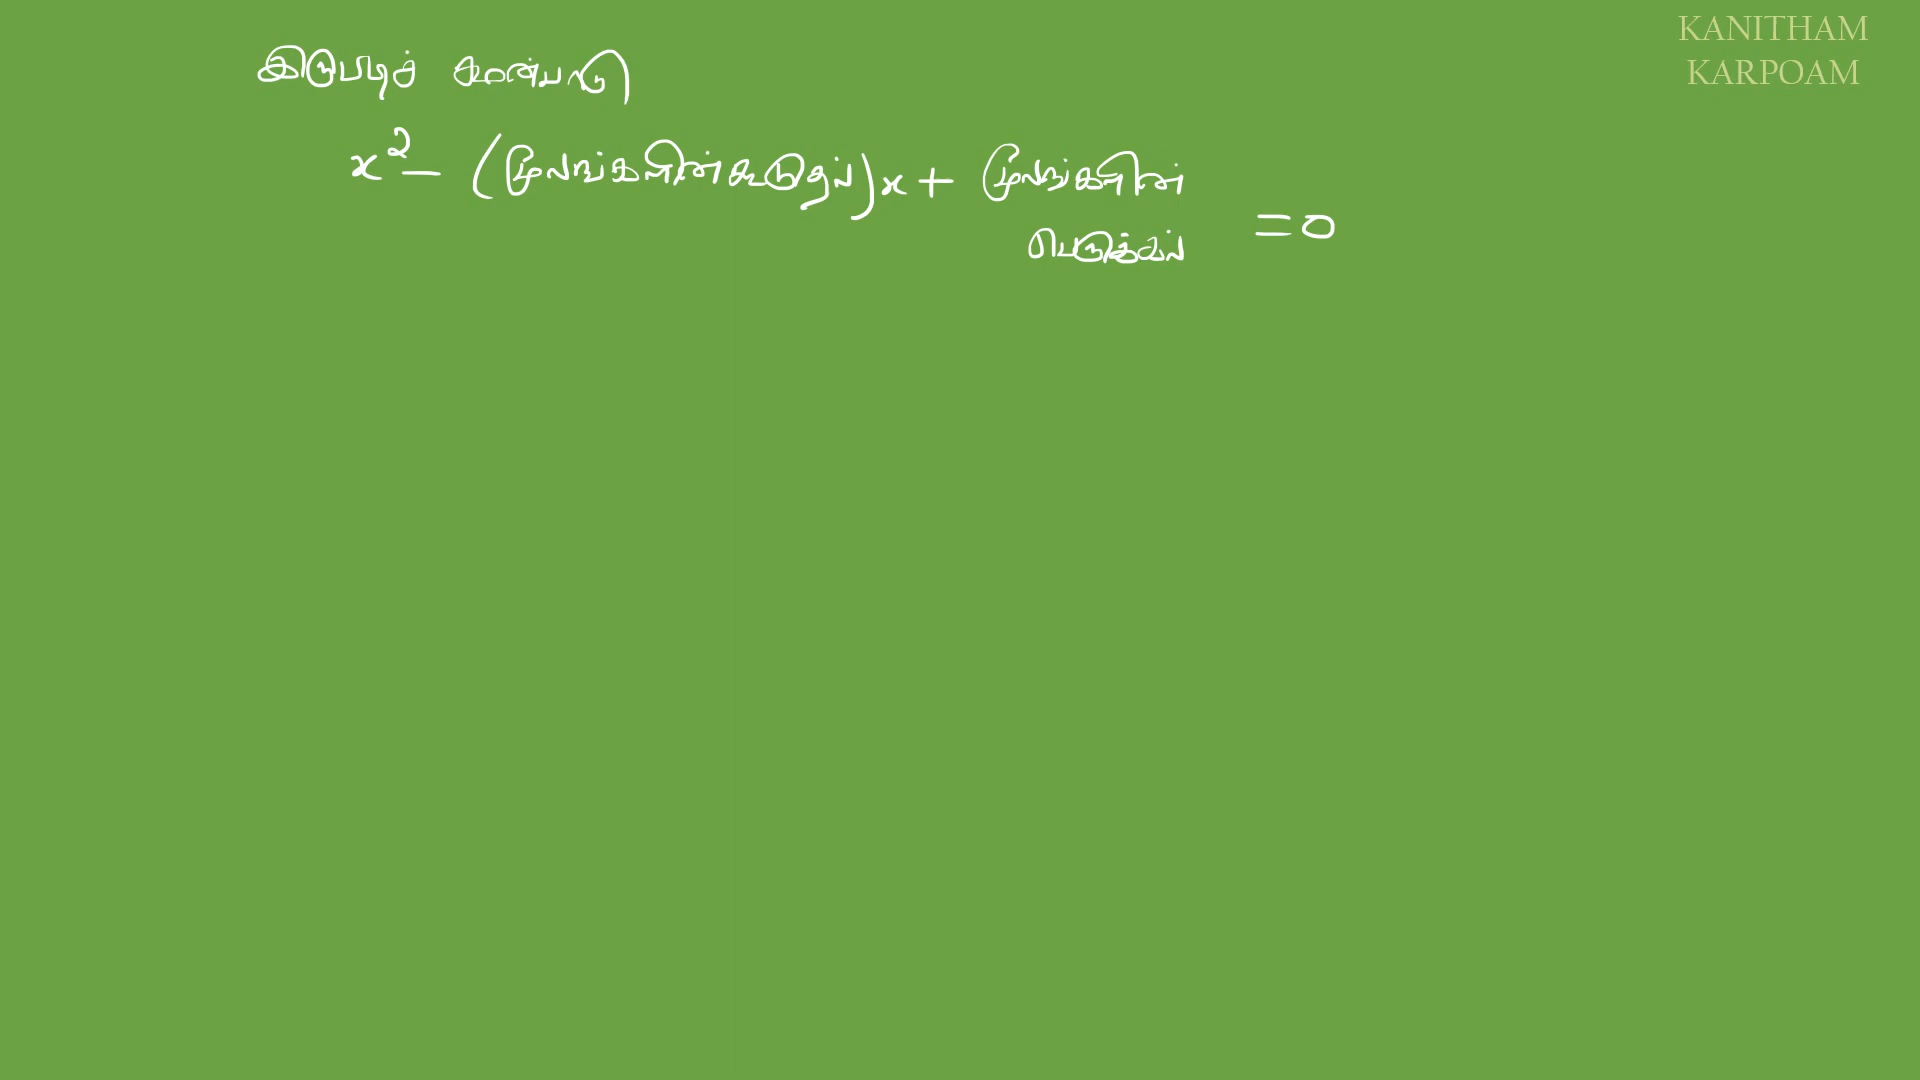 KANITHAM
KARPOAM
இருபடிச் சமன்பாடு
x² - (மூலங்களின் கூடுதல்)x + மூலங்களின்
பெருக்கல் = 0